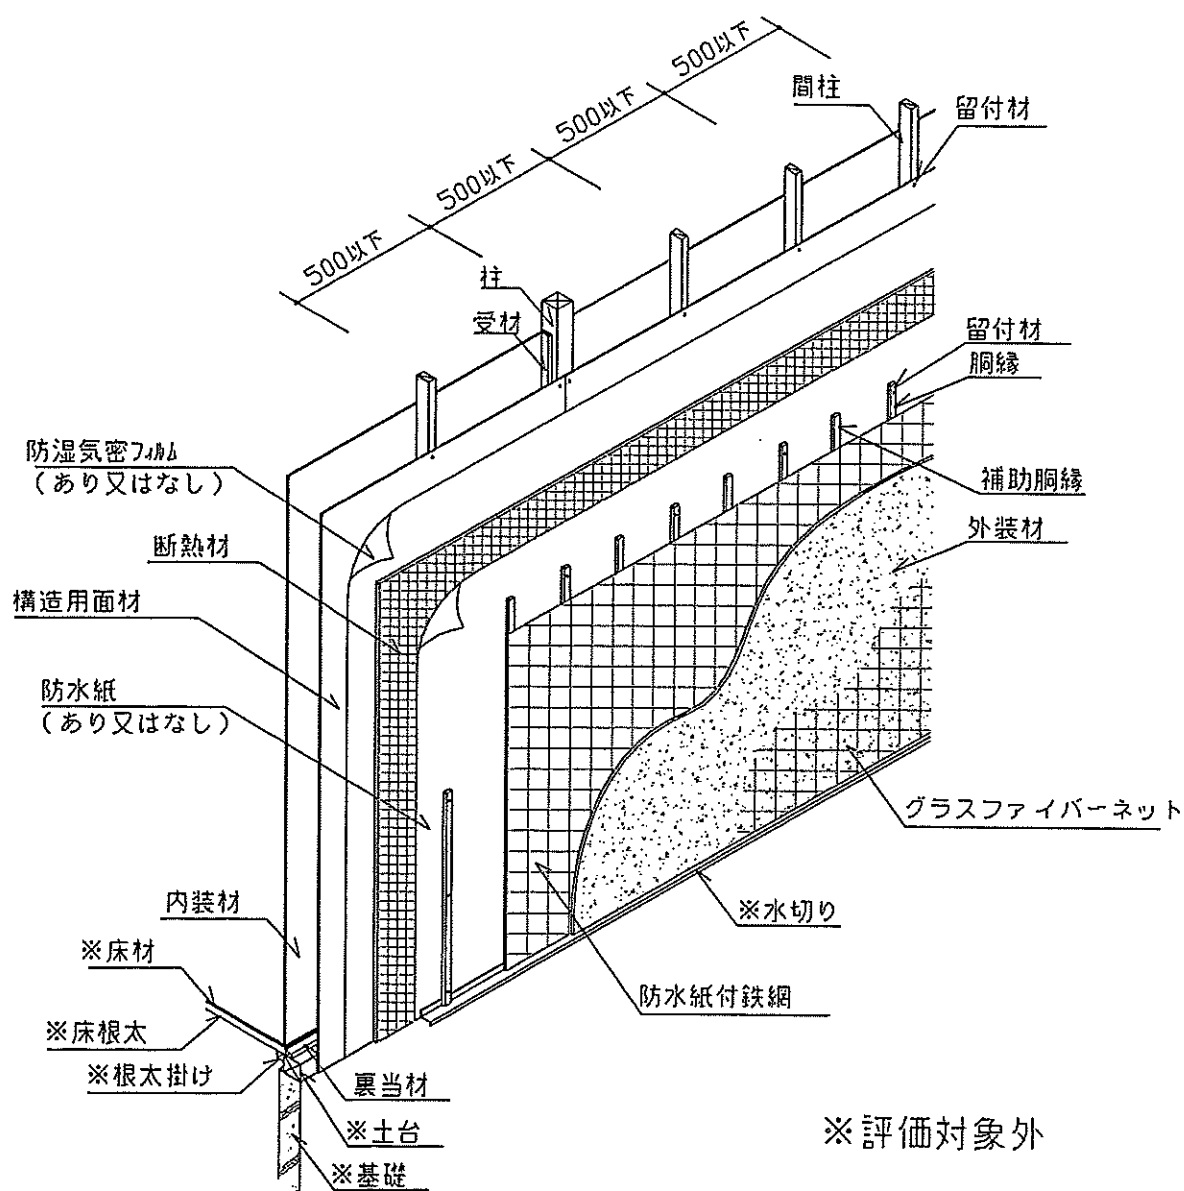 500以下
500以下
500以下
500以下
間柱
留付材
柱
受材
留付材
胴縁
防湿気密フィルム
(あり又はなし)
補助胴縁
外装材
断熱材
構造用面材
防水紙
(あり又はなし)
グラスファイバーネット
内装材
※水切り
※床材
防水紙付鉄網
※床根太
※根太掛け
裏当材
※土台
※評価対象外
※基礎